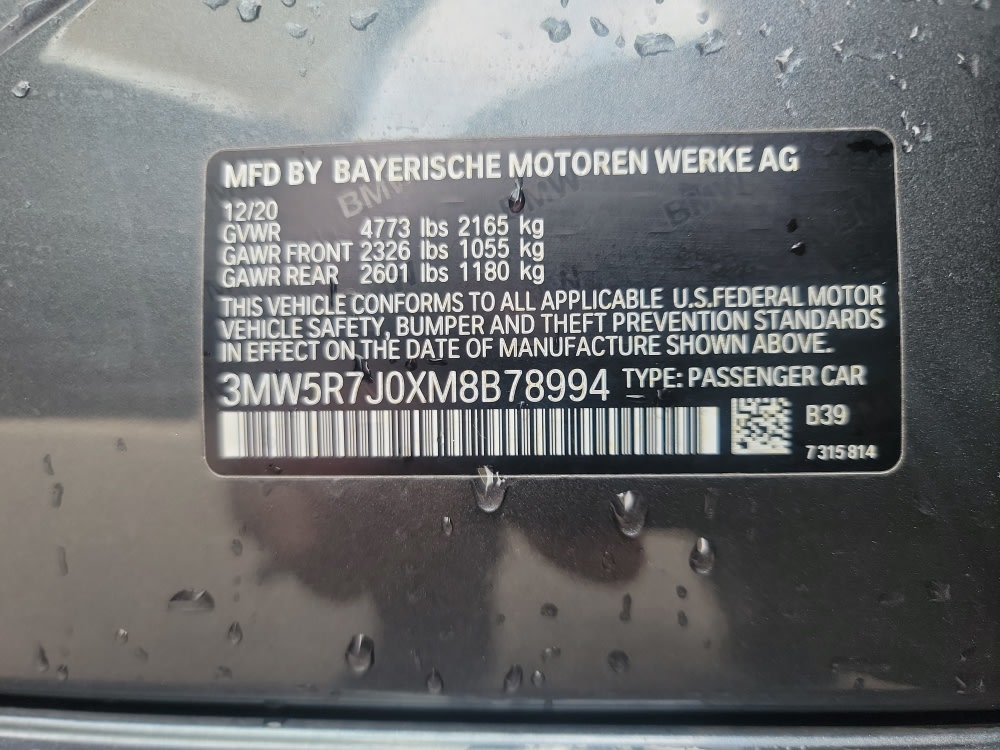 MFD BY BAYERISCHE MOTOREN WERKE AG
12/20
GVWR 4773 lbs 2165 kg
GAWR FRONT 2326 lbs 1055 kg
GAWR REAR 2601 lbs 1180 kg
THIS VEHICLE CONFORMS TO ALL APPLICABLE U.S.FEDERAL MOTOR
VEHICLE SAFETY, BUMPER AND THEFT PREVENTION STANDARDS
IN EFFECT ON THE DATE OF MANUFACTURE SHOWN ABOVE.
3MW5R7J0XM8B78994 TYPE: PASSENGER CAR
B39
7 315 814